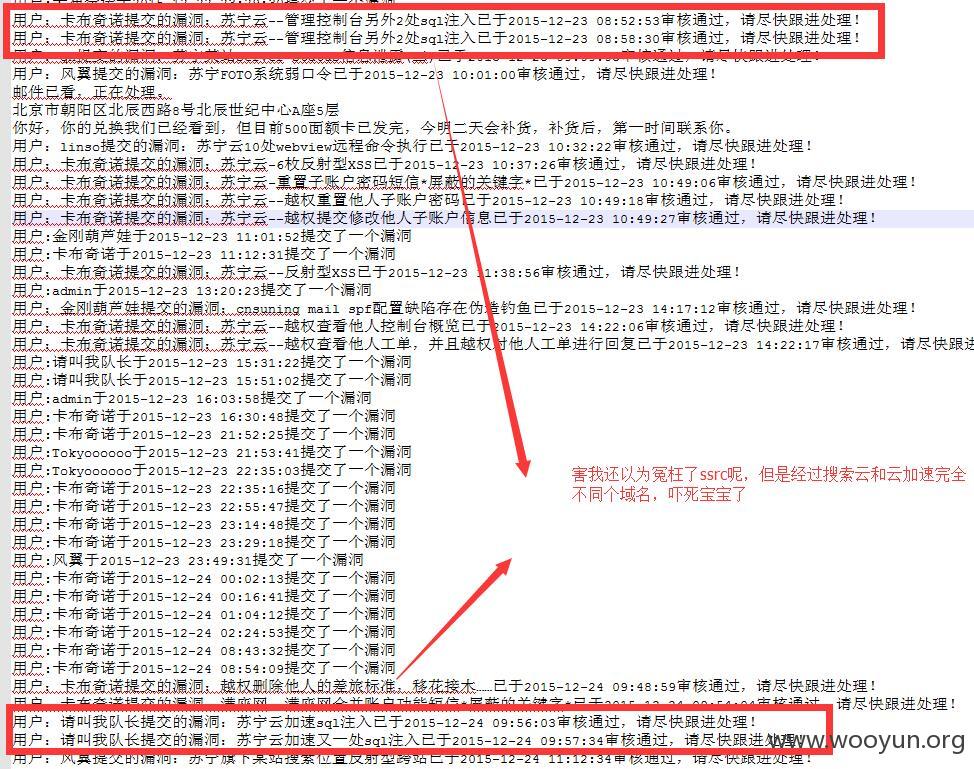 用户：卡布奇诺提交的漏洞：苏宁云--管理控制台另外2处sql注入已于2015-12-23 08:52:53审核通过，请尽快跟进处理！
用户：卡布奇诺提交的漏洞：苏宁云--管理控制台另外2处sql注入已于2015-12-23 08:58:30审核通过，请尽快跟进处理！
用户：风翼提交的漏洞：苏宁FOTO系统弱口令已于2015-12-23 10:01:00审核通过，请尽快跟进处理！
邮件已看，正在处理。
北京市朝阳区北辰西路8号北辰世纪中心A座5层
你好，你的兑换我们已经看到，但目前500面额卡已发完，今明二天会补货，补货后，第一时间联系你。
用户：linso提交的漏洞：苏宁云10处webview远程命令执行已于2015-12-23 10:32:22审核通过，请尽快跟进处理！
用户：卡布奇诺提交的漏洞：苏宁云-6枚反射型XSS已于2015-12-23 10:37:26审核通过，请尽快跟进处理！
用户：卡布奇诺提交的漏洞：苏宁云-重置子账户密码短信*屏蔽的关键字*已于2015-12-23 10:49:06审核通过，请尽快跟进处理！
用户：卡布奇诺提交的漏洞：苏宁云--越权重置他人子账户密码已于2015-12-23 10:49:18审核通过，请尽快跟进处理！
用户：卡布奇诺提交的漏洞：苏宁云--越权提交修改他人子账户信息已于2015-12-23 10:49:27审核通过，请尽快跟进处理！
用户:金刚葫芦娃于2015-12-23 11:01:52提交了一个漏洞
用户:卡布奇诺于2015-12-23 11:12:31提交了一个漏洞
用户：卡布奇诺提交的漏洞：苏宁云--反射型XSS已于2015-12-23 11:38:56审核通过，请尽快跟进处理！
用户:admin于2015-12-23 13:20:23提交了一个漏洞
用户：金刚葫芦娃提交的漏洞：cnsuning mail spf配置缺陷存在伪造钓鱼已于2015-12-23 14:17:12审核通过，请尽快跟进处理！
用户：卡布奇诺提交的漏洞：苏宁云--越权查看他人控制台概览已于2015-12-23 14:22:06审核通过，请尽快跟进处理！
用户：卡布奇诺提交的漏洞：苏宁云--越权查看他人工单，并且越权对他人工单进行回复已于2015-12-23 14:22:17审核通过，请尽快跟进
用户:请叫我队长于2015-12-23 15:31:22提交了一个漏洞
用户:请叫我队长于2015-12-23 15:51:02提交了一个漏洞
用户:admin于2015-12-23 16:03:58提交了一个漏洞
用户:卡布奇诺于2015-12-23 16:30:48提交了一个漏洞
用户:卡布奇诺于2015-12-23 21:52:25提交了一个漏洞
用户:Tokyoooooo于2015-12-23 21:53:41提交了一个漏洞
用户:Tokyoooooo于2015-12-23 22:35:03提交了一个漏洞
用户:卡布奇诺于2015-12-23 22:35:16提交了一个漏洞
害我还以为冤枉了ssrc呢，但是经过搜索云和云加速完全
不同个域名，吓死宝宝了
用户:卡布奇诺于2015-12-23 22:55:47提交了一个漏洞
用户:卡布奇诺于2015-12-23 23:14:48提交了一个漏洞
用户:卡布奇诺于2015-12-23 23:29:18提交了一个漏洞
用户:风翼于2015-12-23 23:49:31提交了一个漏洞
用户:卡布奇诺于2015-12-24 00:02:13提交了一个漏洞
用户:卡布奇诺于2015-12-24 00:16:41提交了一个漏洞
用户:卡布奇诺于2015-12-24 01:04:12提交了一个漏洞
用户:卡布奇诺于2015-12-24 02:24:53提交了一个漏洞
用户:卡布奇诺于2015-12-24 08:43:32提交了一个漏洞
用户:卡布奇诺于2015-12-24 08:54:09提交了一个漏洞
用户：卡布奇诺提交的漏洞：越权删除他人的差旅标准，移花接木……已于2015-12-24 09:48:59审核通过，请尽快跟进处理！
用户：请叫我队长提交的漏洞：苏宁云加速sql注入已于2015-12-24 09:56:03审核通过，请尽快跟进处理！
用户：请叫我队长提交的漏洞：苏宁云加速又一处sql注入已于2015-12-24 09:57:34审核通过，请尽快跟进处理！
www.wooyun.org
用户：风翼提交的漏洞：苏宁旗下某站搜索位置反射型跨站已于2015-12-24 11:12:34审核通过，请尽快跟进处理！